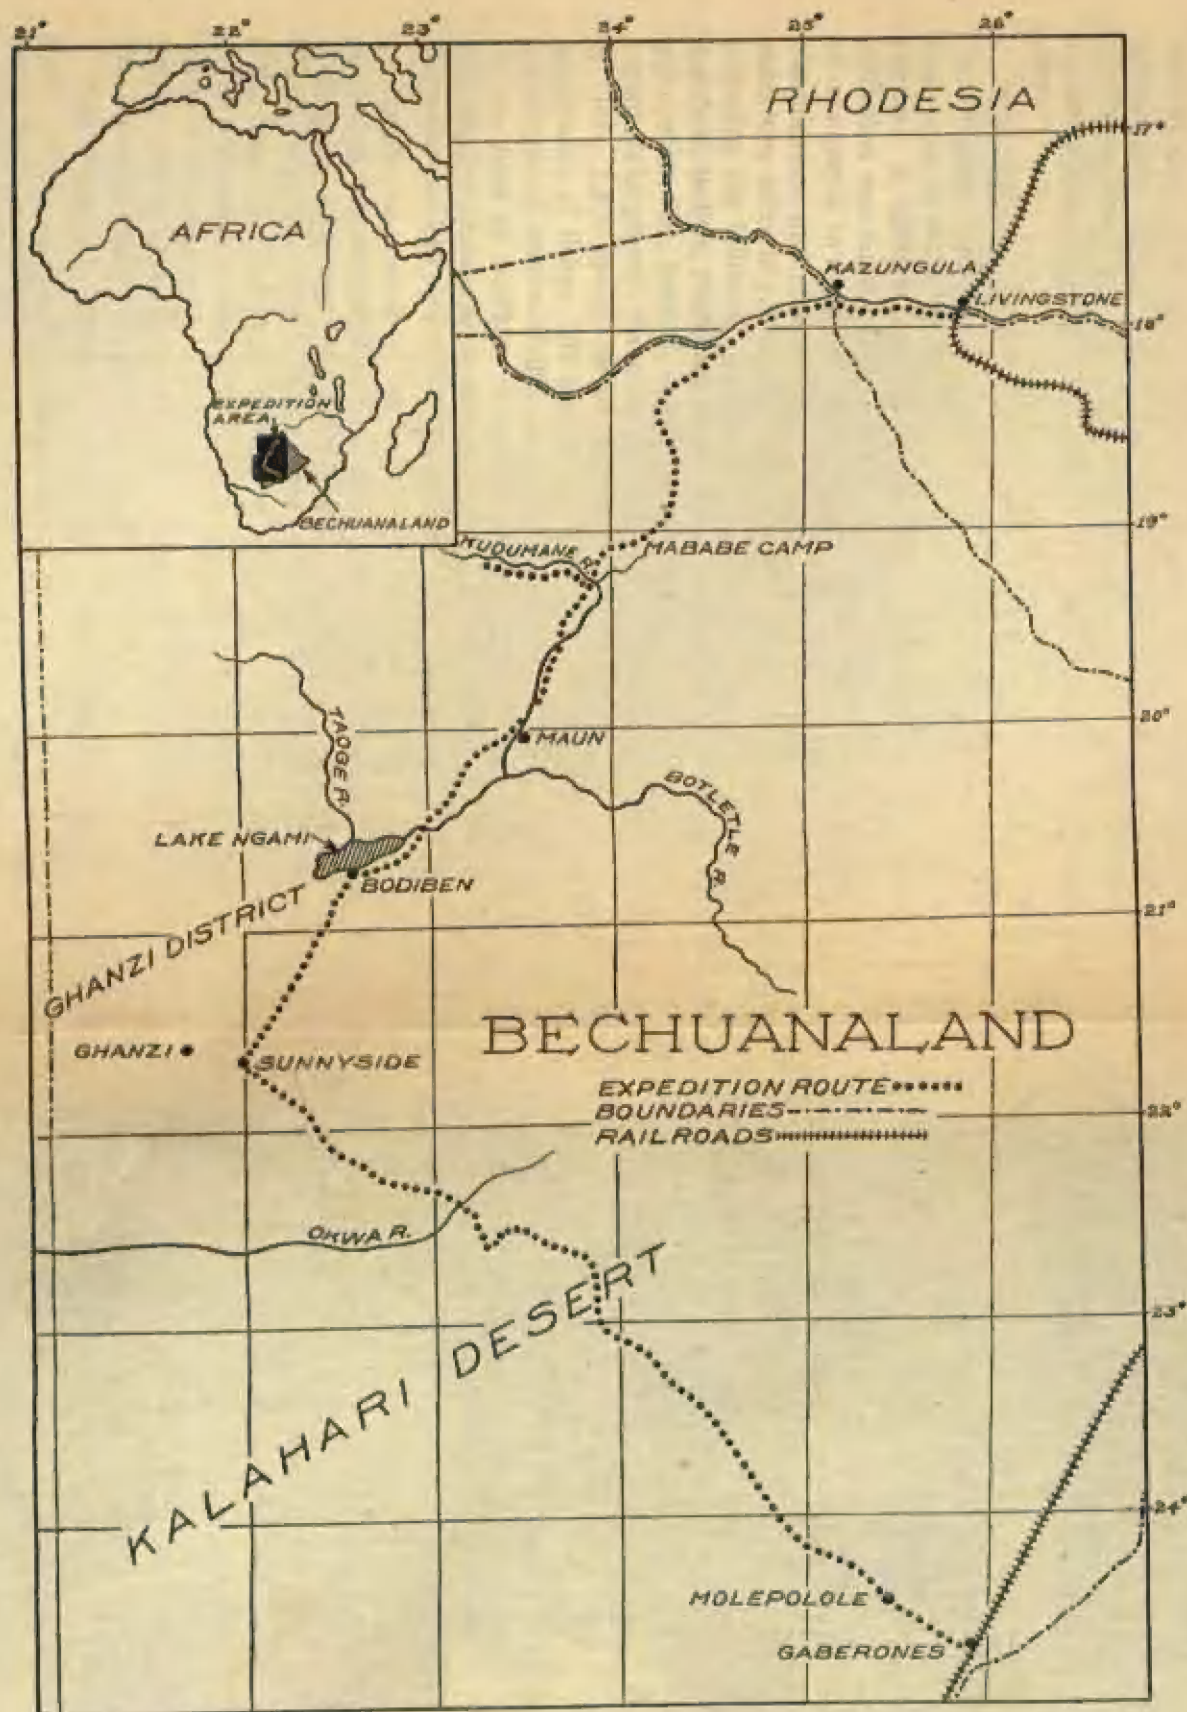 21° 22° 23° 24° 25° 26°
RHODESIA
17°
AFRICA
KAZUNGULA
LIVINGSTONE
18°
EXPEDITION
AREA
BECHUANALAND
19°
KUDUMANE R.
MABABE CAMP
20°
TAOGE R.
MAUN
BOTLETLE R.
LAKE NGAMI
BODIBEN
21°
GHANZI DISTRICT
BECHUANALAND
GHANZI
SUNNYSIDE
EXPEDITION ROUTE
BOUNDARIES
RAILROADS
22°
OKWA R.
KALAHARI DESERT
23°
24°
MOLEPOLOLE
GABERONES